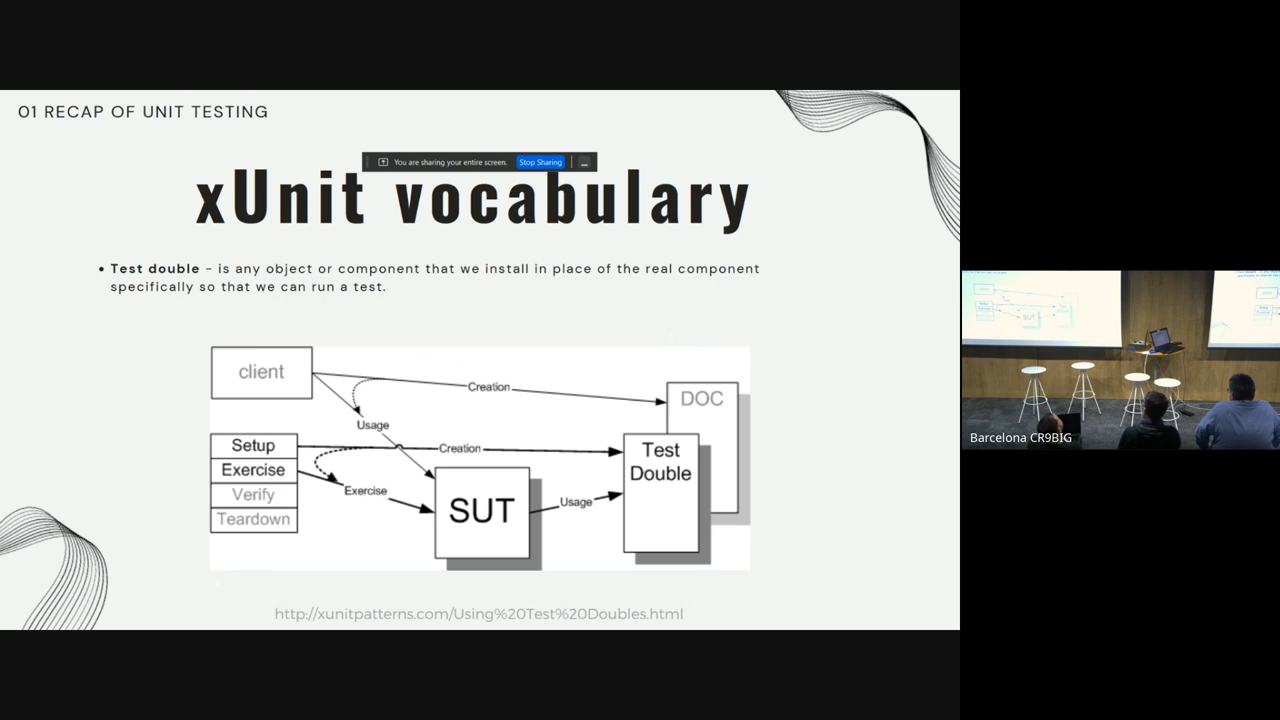 01 RECAP OF UNIT TESTING
You are sharing your entire screen. Stop Sharing
xUnit vocabulary
• Test double – is any object or component that we install in place of the real component
specifically so that we can run a test.
client
Creation
DOC
Usage
Setup
Creation
Test
Double
Exercise
Exercise
Verify
SUT
Usage
Teardown
http://xunitpatterns.com/Using%20Test%20Doubles.html
Barcelona CR9BIG
SUT